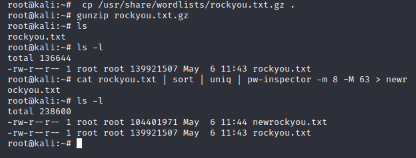 root@kali:~#  cp /usr/share/wordlists/rockyou.txt.gz .
root@kali:~# gunzip rockyou.txt.gz
root@kali:~# ls
rockyou.txt
root@kali:~# ls -l
total 136644
-rw-r--r-- 1 root root 139921507 May  6 11:43 rockyou.txt
root@kali:~# cat rockyou.txt | sort | uniq | pw-inspector -m 8 -M 63 > newr
ockyou.txt
root@kali:~# ls -l
total 238600
-rw-r--r-- 1 root root 104401971 May  6 11:44 newrockyou.txt
-rw-r--r-- 1 root root 139921507 May  6 11:43 rockyou.txt
root@kali:~#